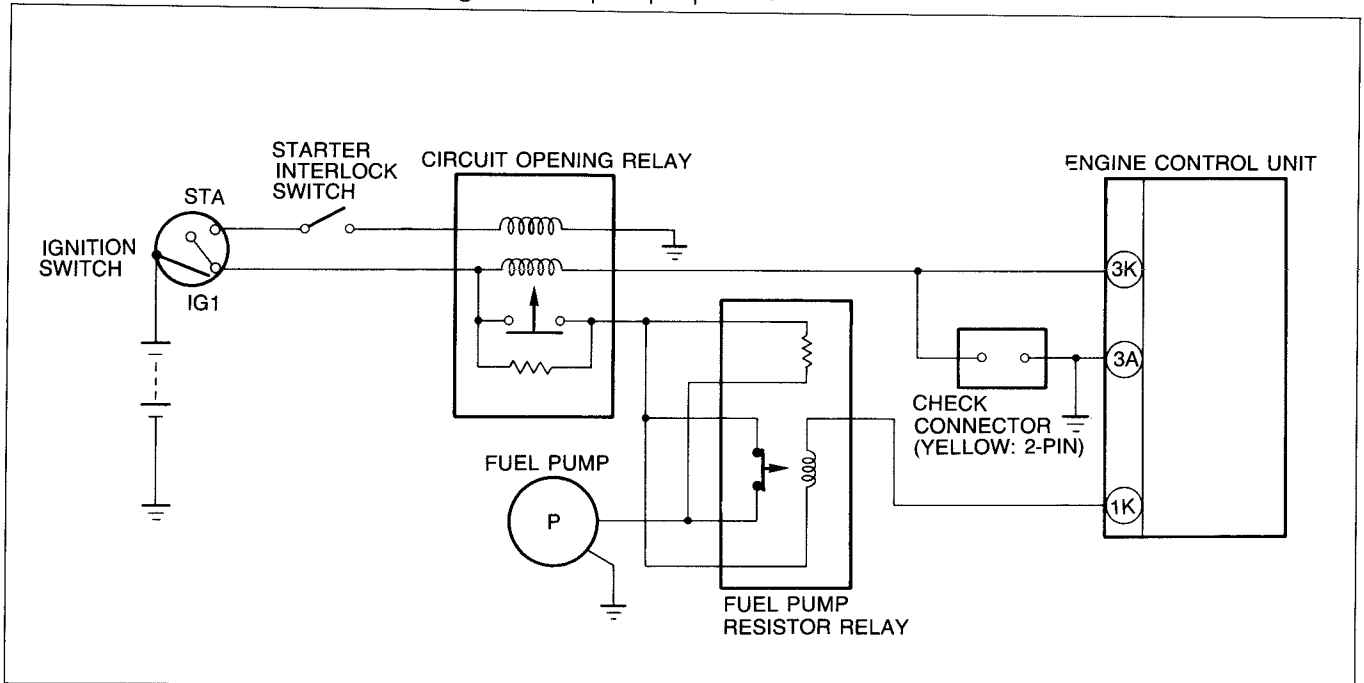 STARTER
INTERLOCK
SWITCH
CIRCUIT OPENING RELAY
ENGINE CONTROL UNIT
STA
IGNITION
SWITCH
IG1
3K
3A
CHECK
CONNECTOR
(YELLOW: 2-PIN)
FUEL PUMP
P
1K
FUEL PUMP
RESISTOR RELAY